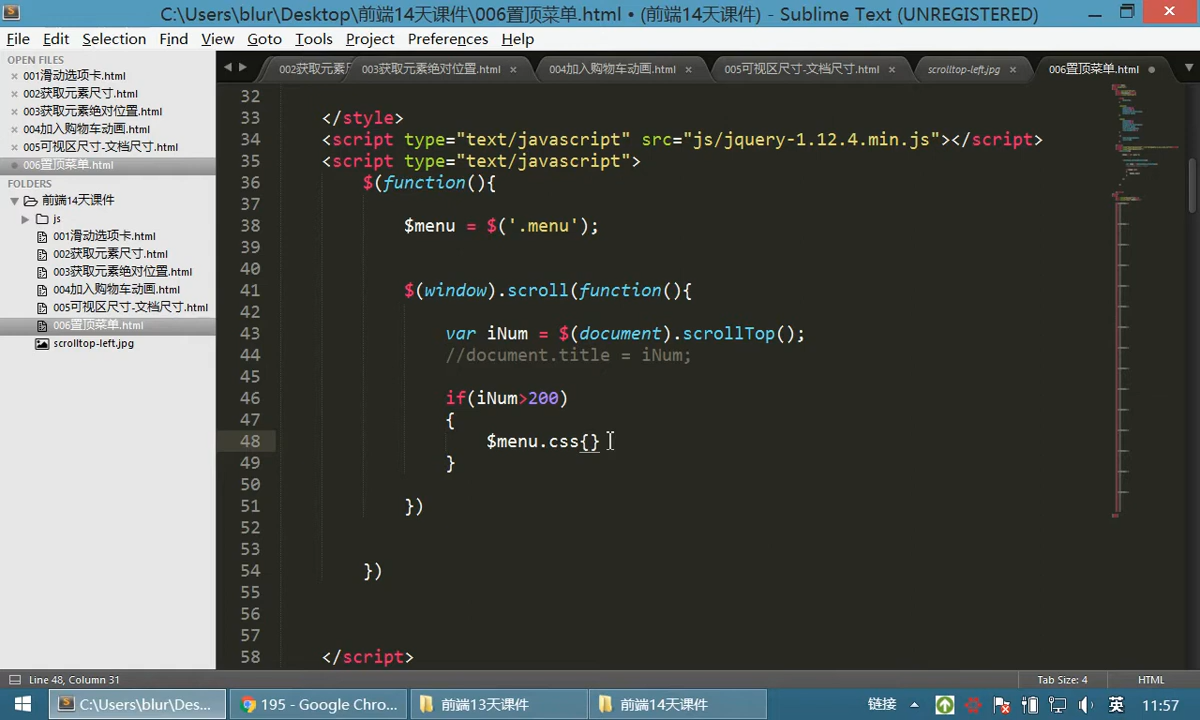 C:\Users\blur\Desktop\前端14天课件\006置顶菜单.html • (前端14天课件) - Sublime Text (UNREGISTERED)
File Edit Selection Find View Goto Tools Project Preferences Help
OPEN FILES
001滑动选项卡.html
002获取元素尺寸.html
003获取元素绝对位置.html
004加入购物车动画.html
005可视区尺寸-文档尺寸.html
006置顶菜单.html
FOLDERS
前端14天课件
js
001滑动选项卡.html
002获取元素尺寸.html
003获取元素绝对位置.html
004加入购物车动画.html
005可视区尺寸-文档尺寸.html
006置顶菜单.html
scrolltop-left.jpg
002获取元素 003获取元素绝对位置.html 004加入购物车动画.html 005可视区尺寸-文档尺寸.html scrolltop-left.jpg 006置顶菜单.html
32
33 </style>
34 <script type="text/javascript" src="js/jquery-1.12.4.min.js"></script>
35 <script type="text/javascript">
36 $(function(){
37
38 $menu = $('.menu');
39
40
41 $(window).scroll(function(){
42
43 var iNum = $(document).scrollTop();
44 //document.title = iNum;
45
46 if(iNum>200)
47 {
48 $menu.css{}
49 }
50
51 })
52
53
54 })
55
56
57
58 </script>
Line 48, Column 31 Tab Size: 4 HTML
C:\Users\blur\Des... 195 - Google Chro... 前端13天课件 前端14天课件 链接 英 11:57